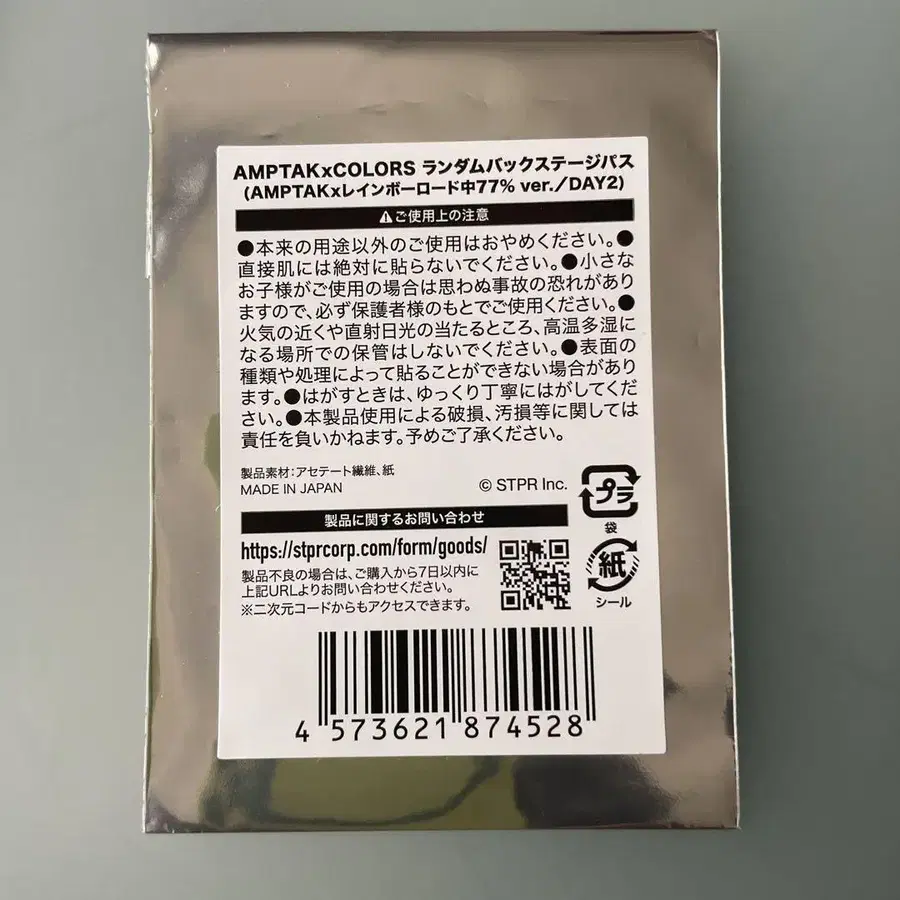 AMPTAKxCOLORS ランダムバックステージパス
(AMPTAKxレインボーロード中77% ver./DAY2)
⚠ご使用上の注意
●本来の用途以外のご使用はおやめください。●
直接肌には絶対に貼らないでください。●小さな
お子様がご使用の場合は思わぬ事故の恐れがあり
ますので、必ず保護者様のもとでご使用ください。●
火気の近くや直射日光の当たるところ、高温多湿に
なる場所での保管はしないでください。●表面の
種類や処理によって貼ることができない場合があり
ます。●はがすときは、ゆっくり丁寧にはがしてくだ
さい。●本製品使用による破損、汚損等に関しては
責任を負いかねます。予めご了承ください。
製品素材：アセテート繊維、紙
MADE IN JAPAN
© STPR Inc.
プラ
袋
製品に関するお問い合わせ
https://stprcorp.com/form/goods/
製品不良の場合は、ご購入から7日以内に
上記URLよりお問い合わせください。
※二次元コードからもアクセスできます。
紙
シール
4 573621 874528